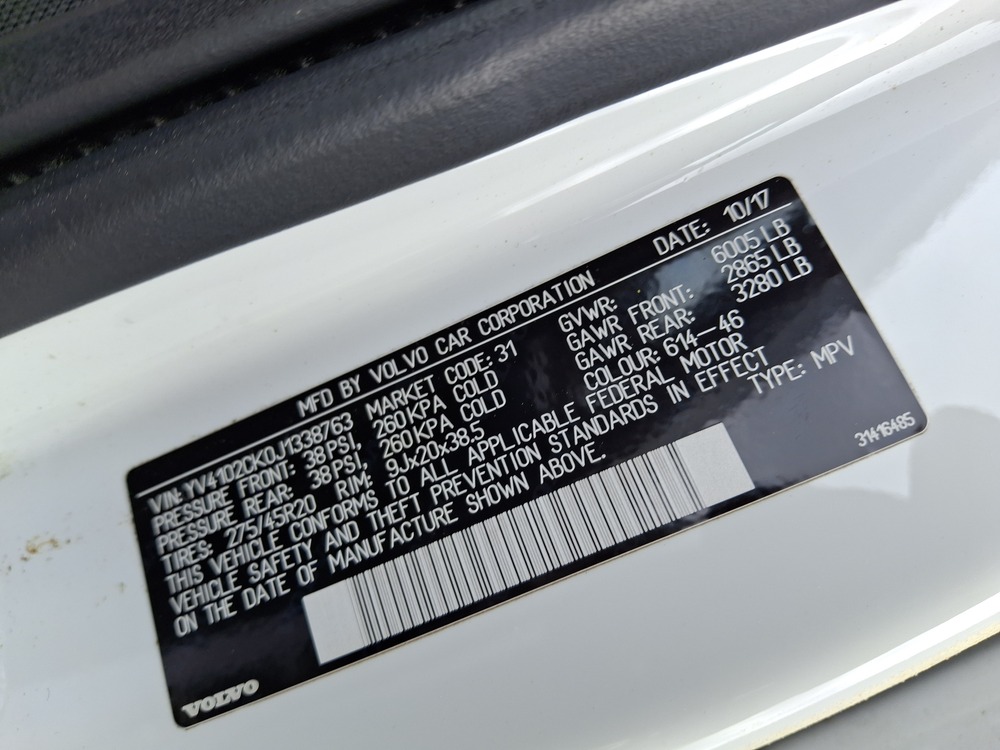 MFD BY VOLVO CAR CORPORATION DATE: 10/17
VIN: YV4102DK0J1338763 MARKET CODE: 31 GVWR: 6005 LB
PRESSURE FRONT: 38PSI, 260KPA COLD GAWR FRONT: 2865 LB
PRESSURE REAR: 38PSI, 260KPA COLD GAWR REAR: 3280 LB
TIRES: 275/45R20 RIM: 9Jx20x38.5 COLOUR: 614-46
THIS VEHICLE CONFORMS TO ALL APPLICABLE FEDERAL MOTOR
VEHICLE SAFETY AND THEFT PREVENTION STANDARDS IN EFFECT
ON THE DATE OF MANUFACTURE SHOWN ABOVE. TYPE: MPV
31416485
VOLVO